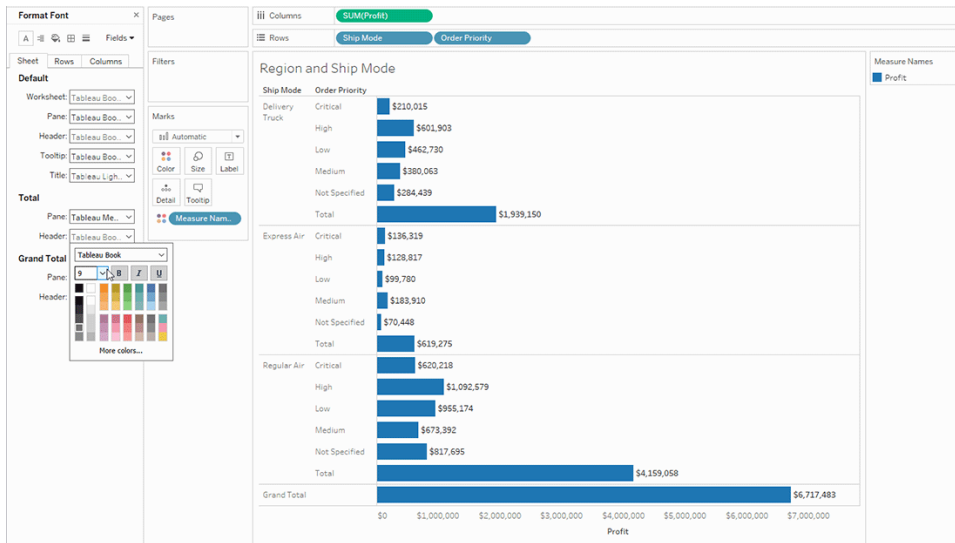 Format Font ×
A Fields
Sheet Rows Columns
Default
Worksheet: Tableau Boo..
Pane: Tableau Boo..
Header: Tableau Boo..
Tooltip: Tableau Boo..
Title: Tableau Ligh..
Total
Pane: Tableau Me..
Header: Tableau Boo..
Grand Total
Pane:
Header:
Tableau Book
9 B I U
More colors...
Pages
Filters
Marks
Automatic
Color Size Label
Detail Tooltip
Measure Nam..
Columns SUM(Profit)
Rows Ship Mode Order Priority
Region and Ship Mode
Ship Mode Order Priority
Delivery Truck Critical $210,015
High $601,903
Low $462,730
Medium $380,063
Not Specified $284,439
Total $1,939,150
Express Air Critical $136,319
High $128,817
Low $99,780
Medium $183,910
Not Specified $70,448
Total $619,275
Regular Air Critical $620,218
High $1,092,579
Low $955,174
Medium $673,392
Not Specified $817,695
Total $4,159,058
Grand Total $6,717,483
$0 $1,000,000 $2,000,000 $3,000,000 $4,000,000 $5,000,000 $6,000,000 $7,000,000
Profit
Measure Names
Profit